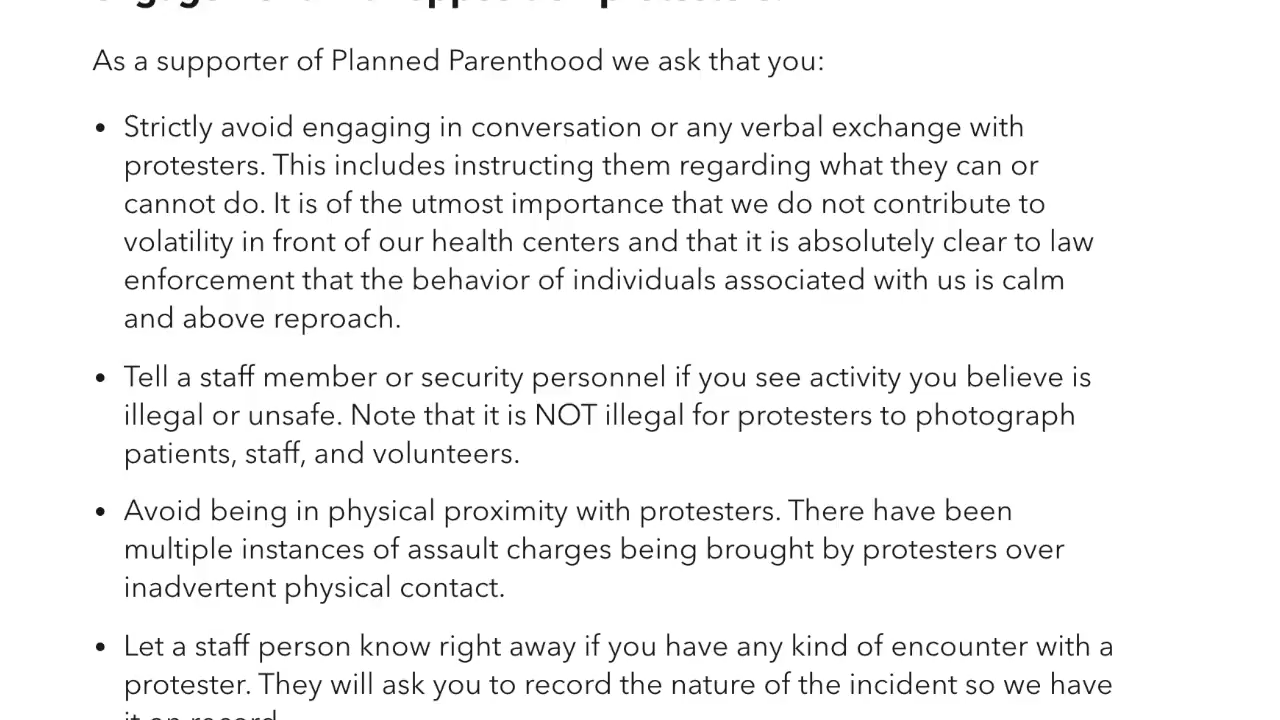 As a supporter of Planned Parenthood we ask that you:
• Strictly avoid engaging in conversation or any verbal exchange with
protesters. This includes instructing them regarding what they can or
cannot do. It is of the utmost importance that we do not contribute to
volatility in front of our health centers and that it is absolutely clear to law
enforcement that the behavior of individuals associated with us is calm
and above reproach.
• Tell a staff member or security personnel if you see activity you believe is
illegal or unsafe. Note that it is NOT illegal for protesters to photograph
patients, staff, and volunteers.
• Avoid being in physical proximity with protesters. There have been
multiple instances of assault charges being brought by protesters over
inadvertent physical contact.
• Let a staff person know right away if you have any kind of encounter with a
protester. They will ask you to record the nature of the incident so we have
it on record